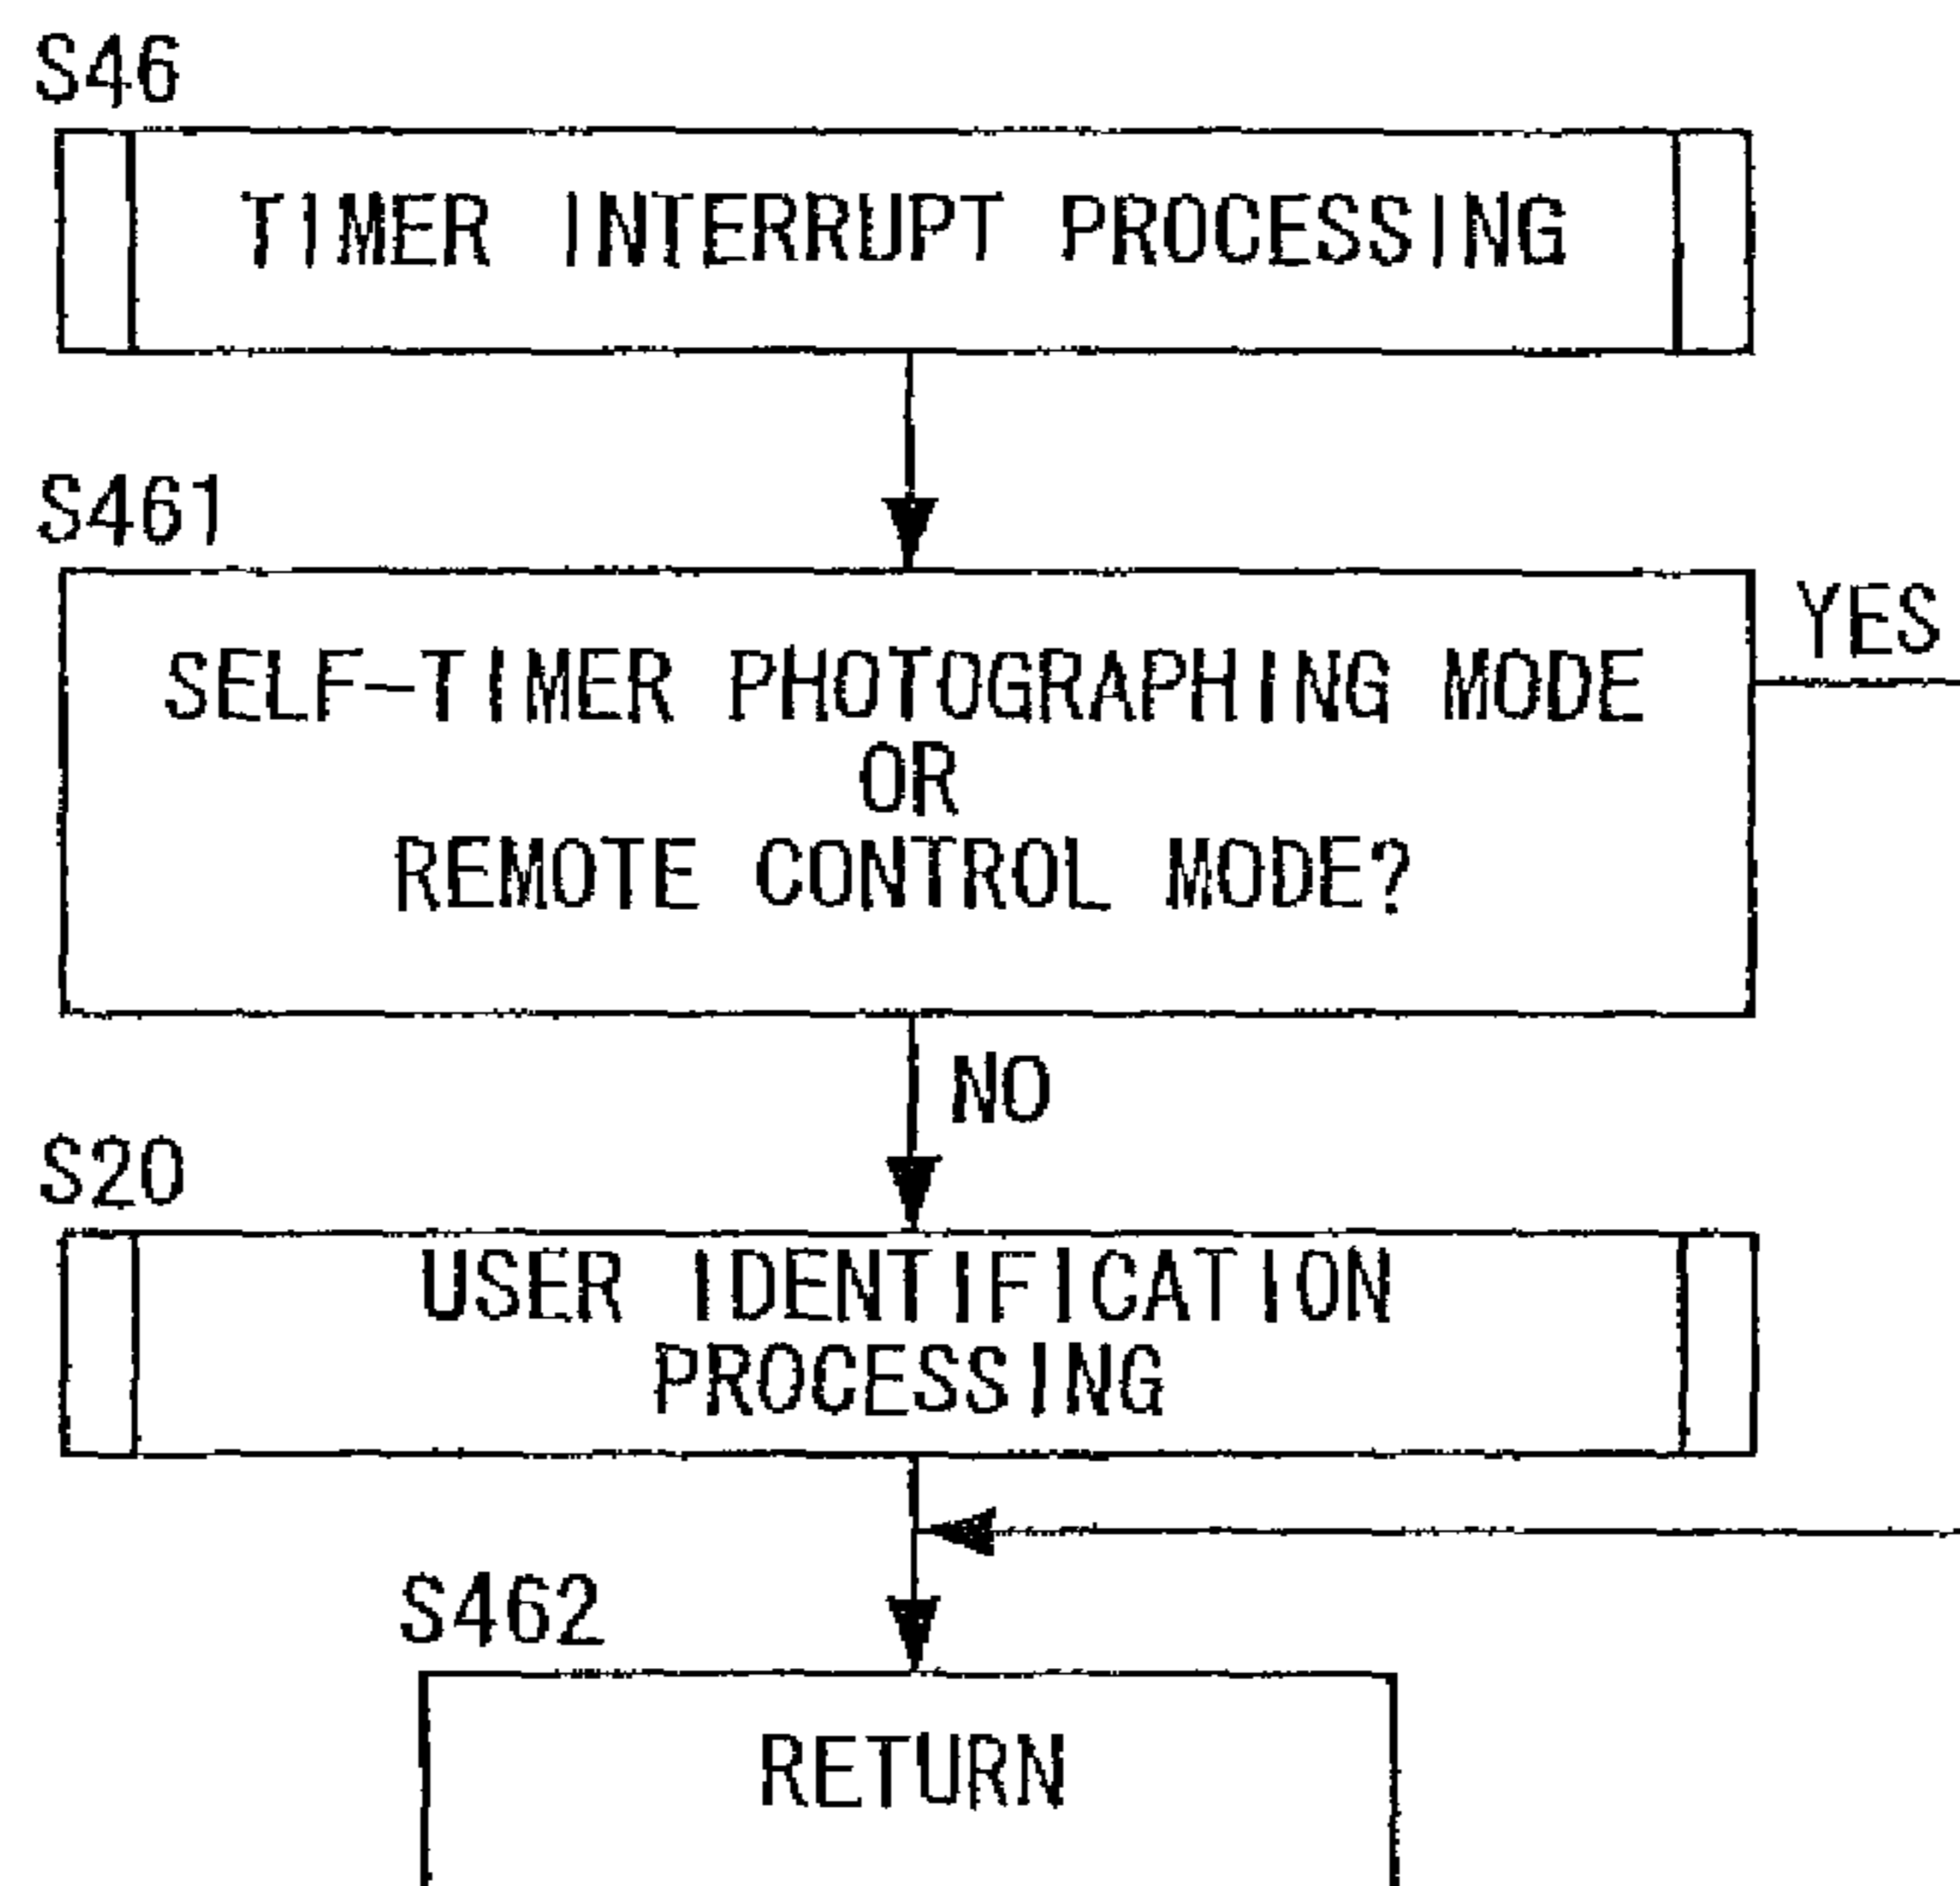 S46
TIMER INTERRUPT PROCESSING
S461
YES
SELF-TIMER PHOTOGRAPHING MODE
OR
REMOTE CONTROL MODE?
NO
S20
USER IDENTIFICATION
PROCESSING
S462
RETURN